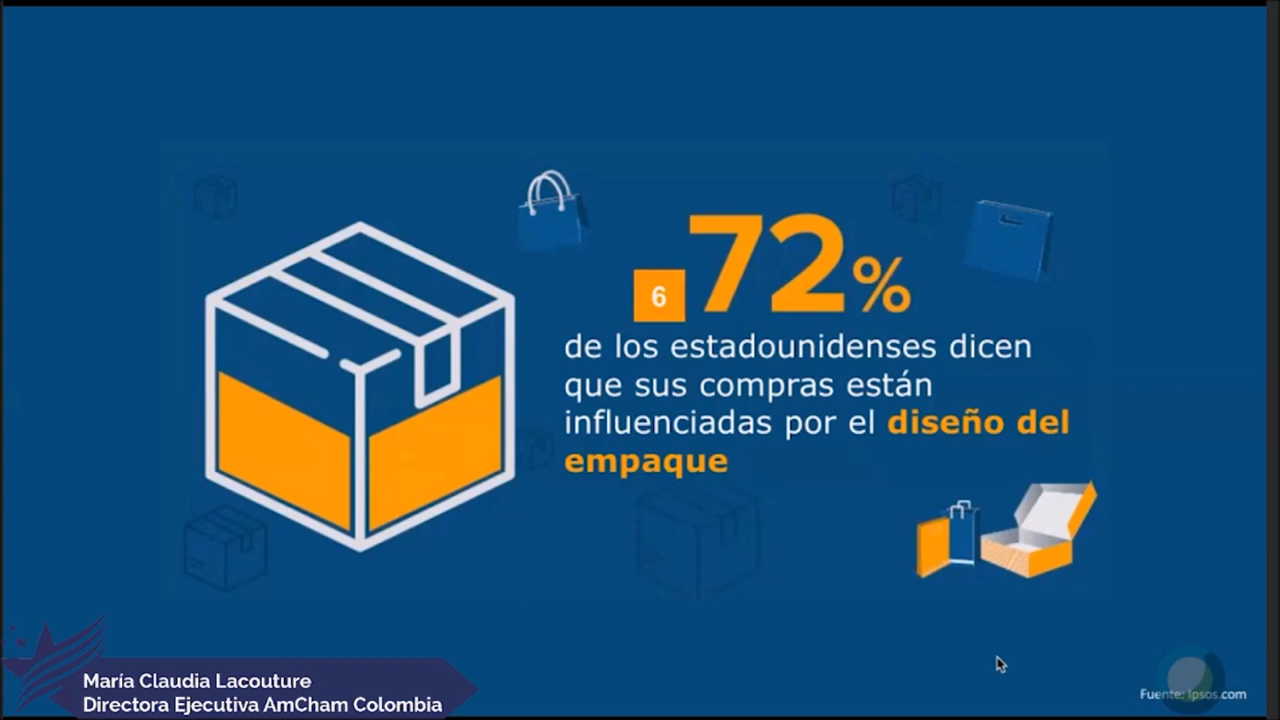 6
72%
de los estadounidenses dicen
que sus compras están
influenciadas por el diseño del
empaque
María Claudia Lacouture
Directora Ejecutiva AmCham Colombia
Fuente: Ipsos.com